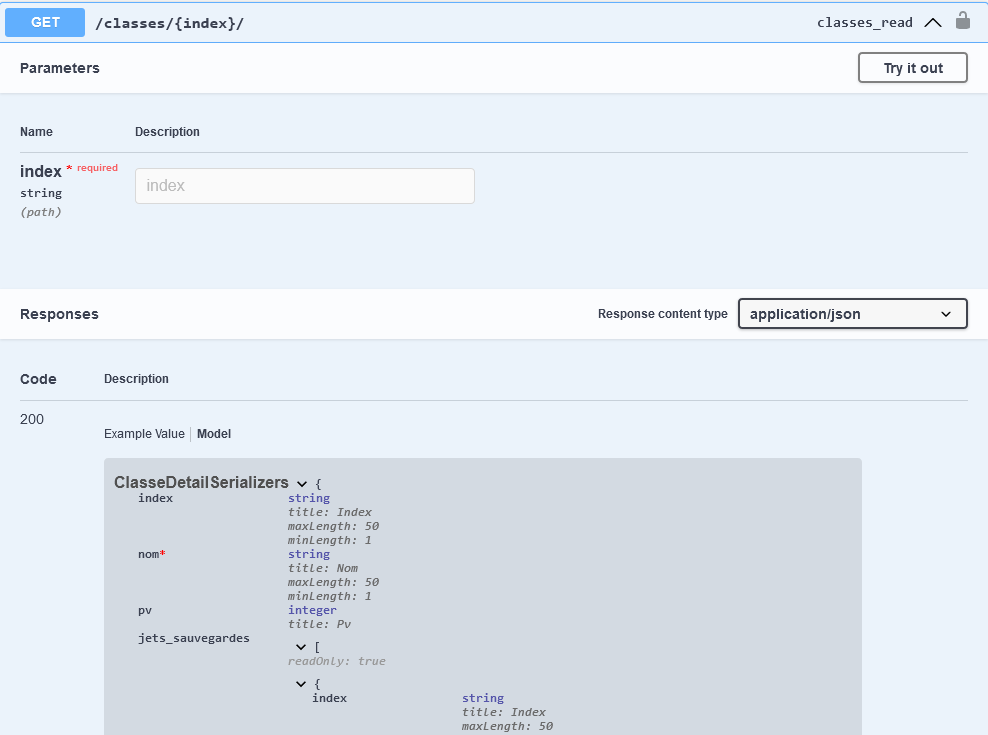 GET /classes/{index}/ classes_read
Parameters Try it out
Name Description
index * required index
string
(path)
Responses Response content type application/json
Code Description
200
Example Value Model
ClasseDetailSerializers {
index string
title: Index
maxLength: 50
minLength: 1
nom* string
title: Nom
maxLength: 50
minLength: 1
pv integer
title: Pv
jets_sauvegardes [
readOnly: true
{
index string
title: Index
maxLength: 50